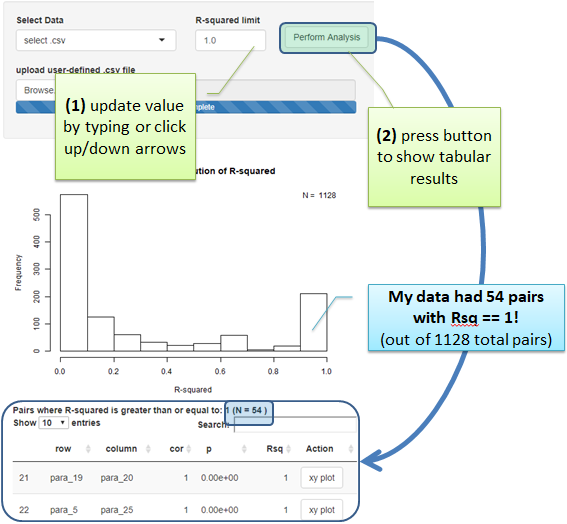 Select Data
R-squared limit
select .csv
1.0
Perform Analysis
upload user-defined .csv file
Browse.
plete
(1) update value
by typing or click
up/down arrows
(2) press button
to show tabular
results
ution of R-squared
N = 1128
Frequency
500
400
300
200
100
0
0.0 0.2 0.4 0.6 0.8 1.0
R-squared
My data had 54 pairs
with Rsq == 1!
(out of 1128 total pairs)
Pairs where R-squared is greater than or equal to: 1 (N = 54 )
Show 10 entries
Search:
row column cor p Rsq Action
21 para_19 para_20 1 0.00e+00 1 xy plot
22 para_5 para_25 1 0.00e+00 1 xy plot